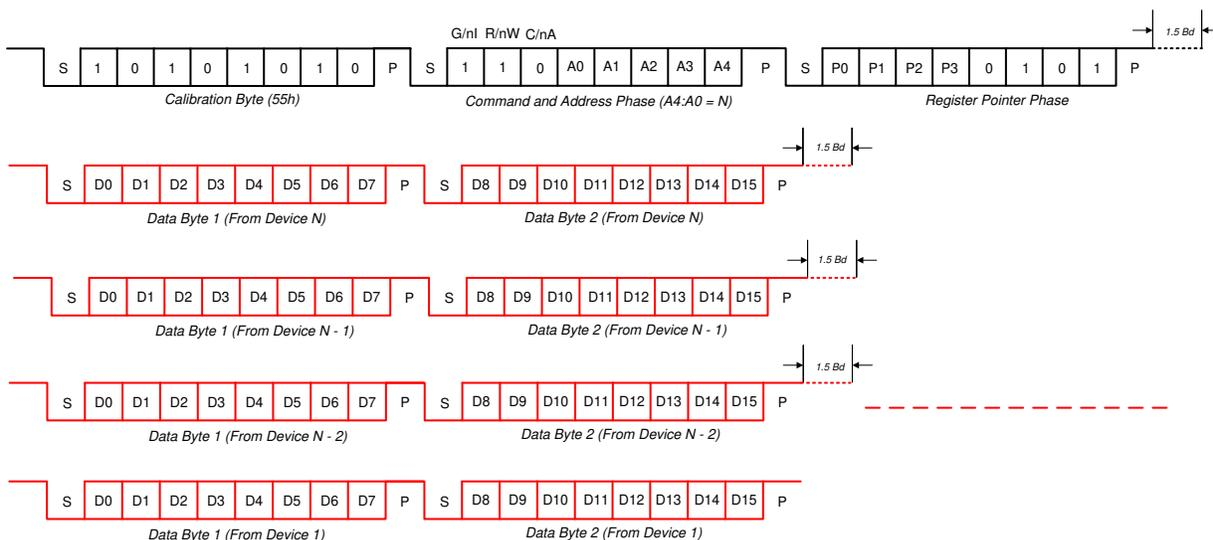 G/nI R/nW C/nA
1.5 Bd
S 1 0 1 0 1 0 1 0 P S 1 1 0 A0 A1 A2 A3 A4 P S P0 P1 P2 P3 0 1 0 1 P
Calibration Byte (55h) Command and Address Phase (A4:A0 = N) Register Pointer Phase
1.5 Bd
S D0 D1 D2 D3 D4 D5 D6 D7 P S D8 D9 D10 D11 D12 D13 D14 D15 P
Data Byte 1 (From Device N) Data Byte 2 (From Device N)
1.5 Bd
S D0 D1 D2 D3 D4 D5 D6 D7 P S D8 D9 D10 D11 D12 D13 D14 D15 P
Data Byte 1 (From Device N - 1) Data Byte 2 (From Device N - 1)
1.5 Bd
S D0 D1 D2 D3 D4 D5 D6 D7 P S D8 D9 D10 D11 D12 D13 D14 D15 P
Data Byte 1 (From Device N - 2) Data Byte 2 (From Device N - 2)
S D0 D1 D2 D3 D4 D5 D6 D7 P S D8 D9 D10 D11 D12 D13 D14 D15 P
Data Byte 1 (From Device 1) Data Byte 2 (From Device 1)